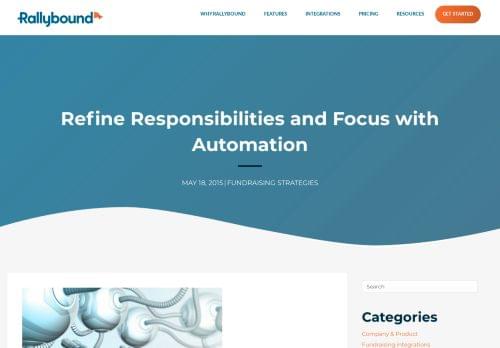 Rallybound
WHY RALLYBOUND
FEATURES
INTEGRATIONS
PRICING
RESOURCES
GET STARTED
Refine Responsibilities and Focus with
Automation
MAY 18, 2015 | FUNDRAISING STRATEGIES
Search
Categories
Company & Product
Fundraising Integrations